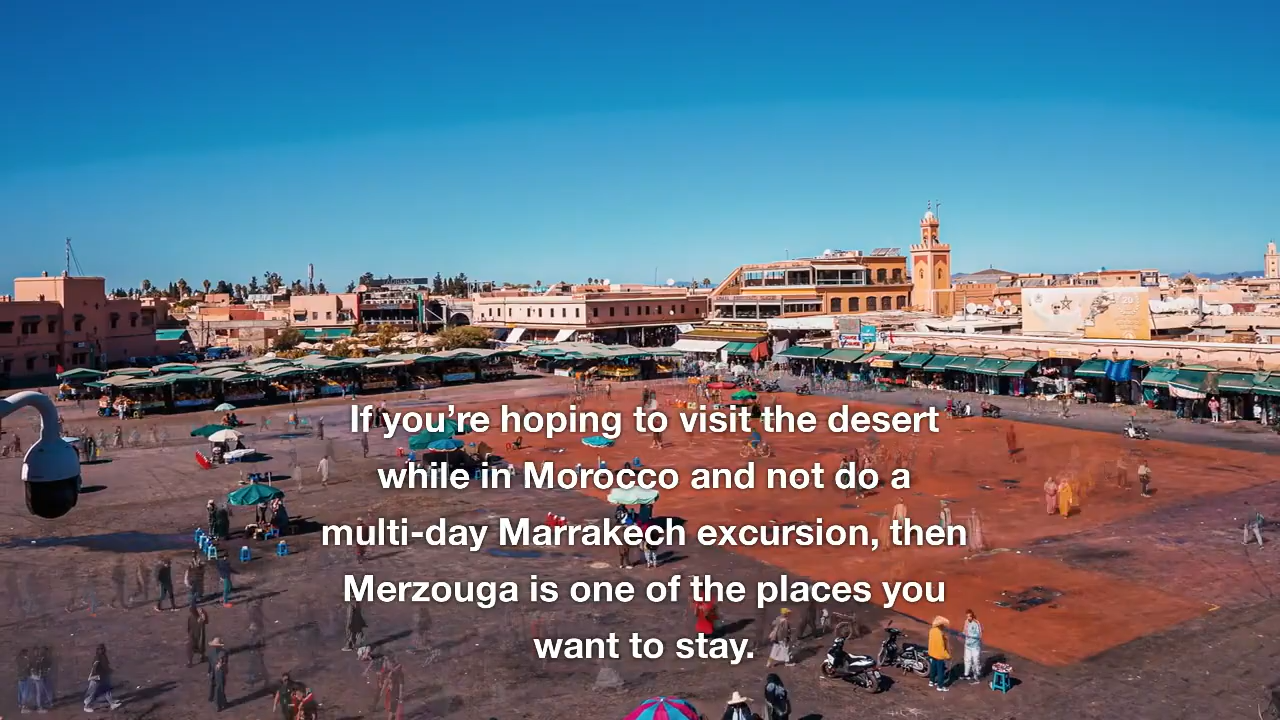 If you’re hoping to visit the desert
while in Morocco and not do a
multi-day Marrakech excursion, then
Merzouga is one of the places you
want to stay.